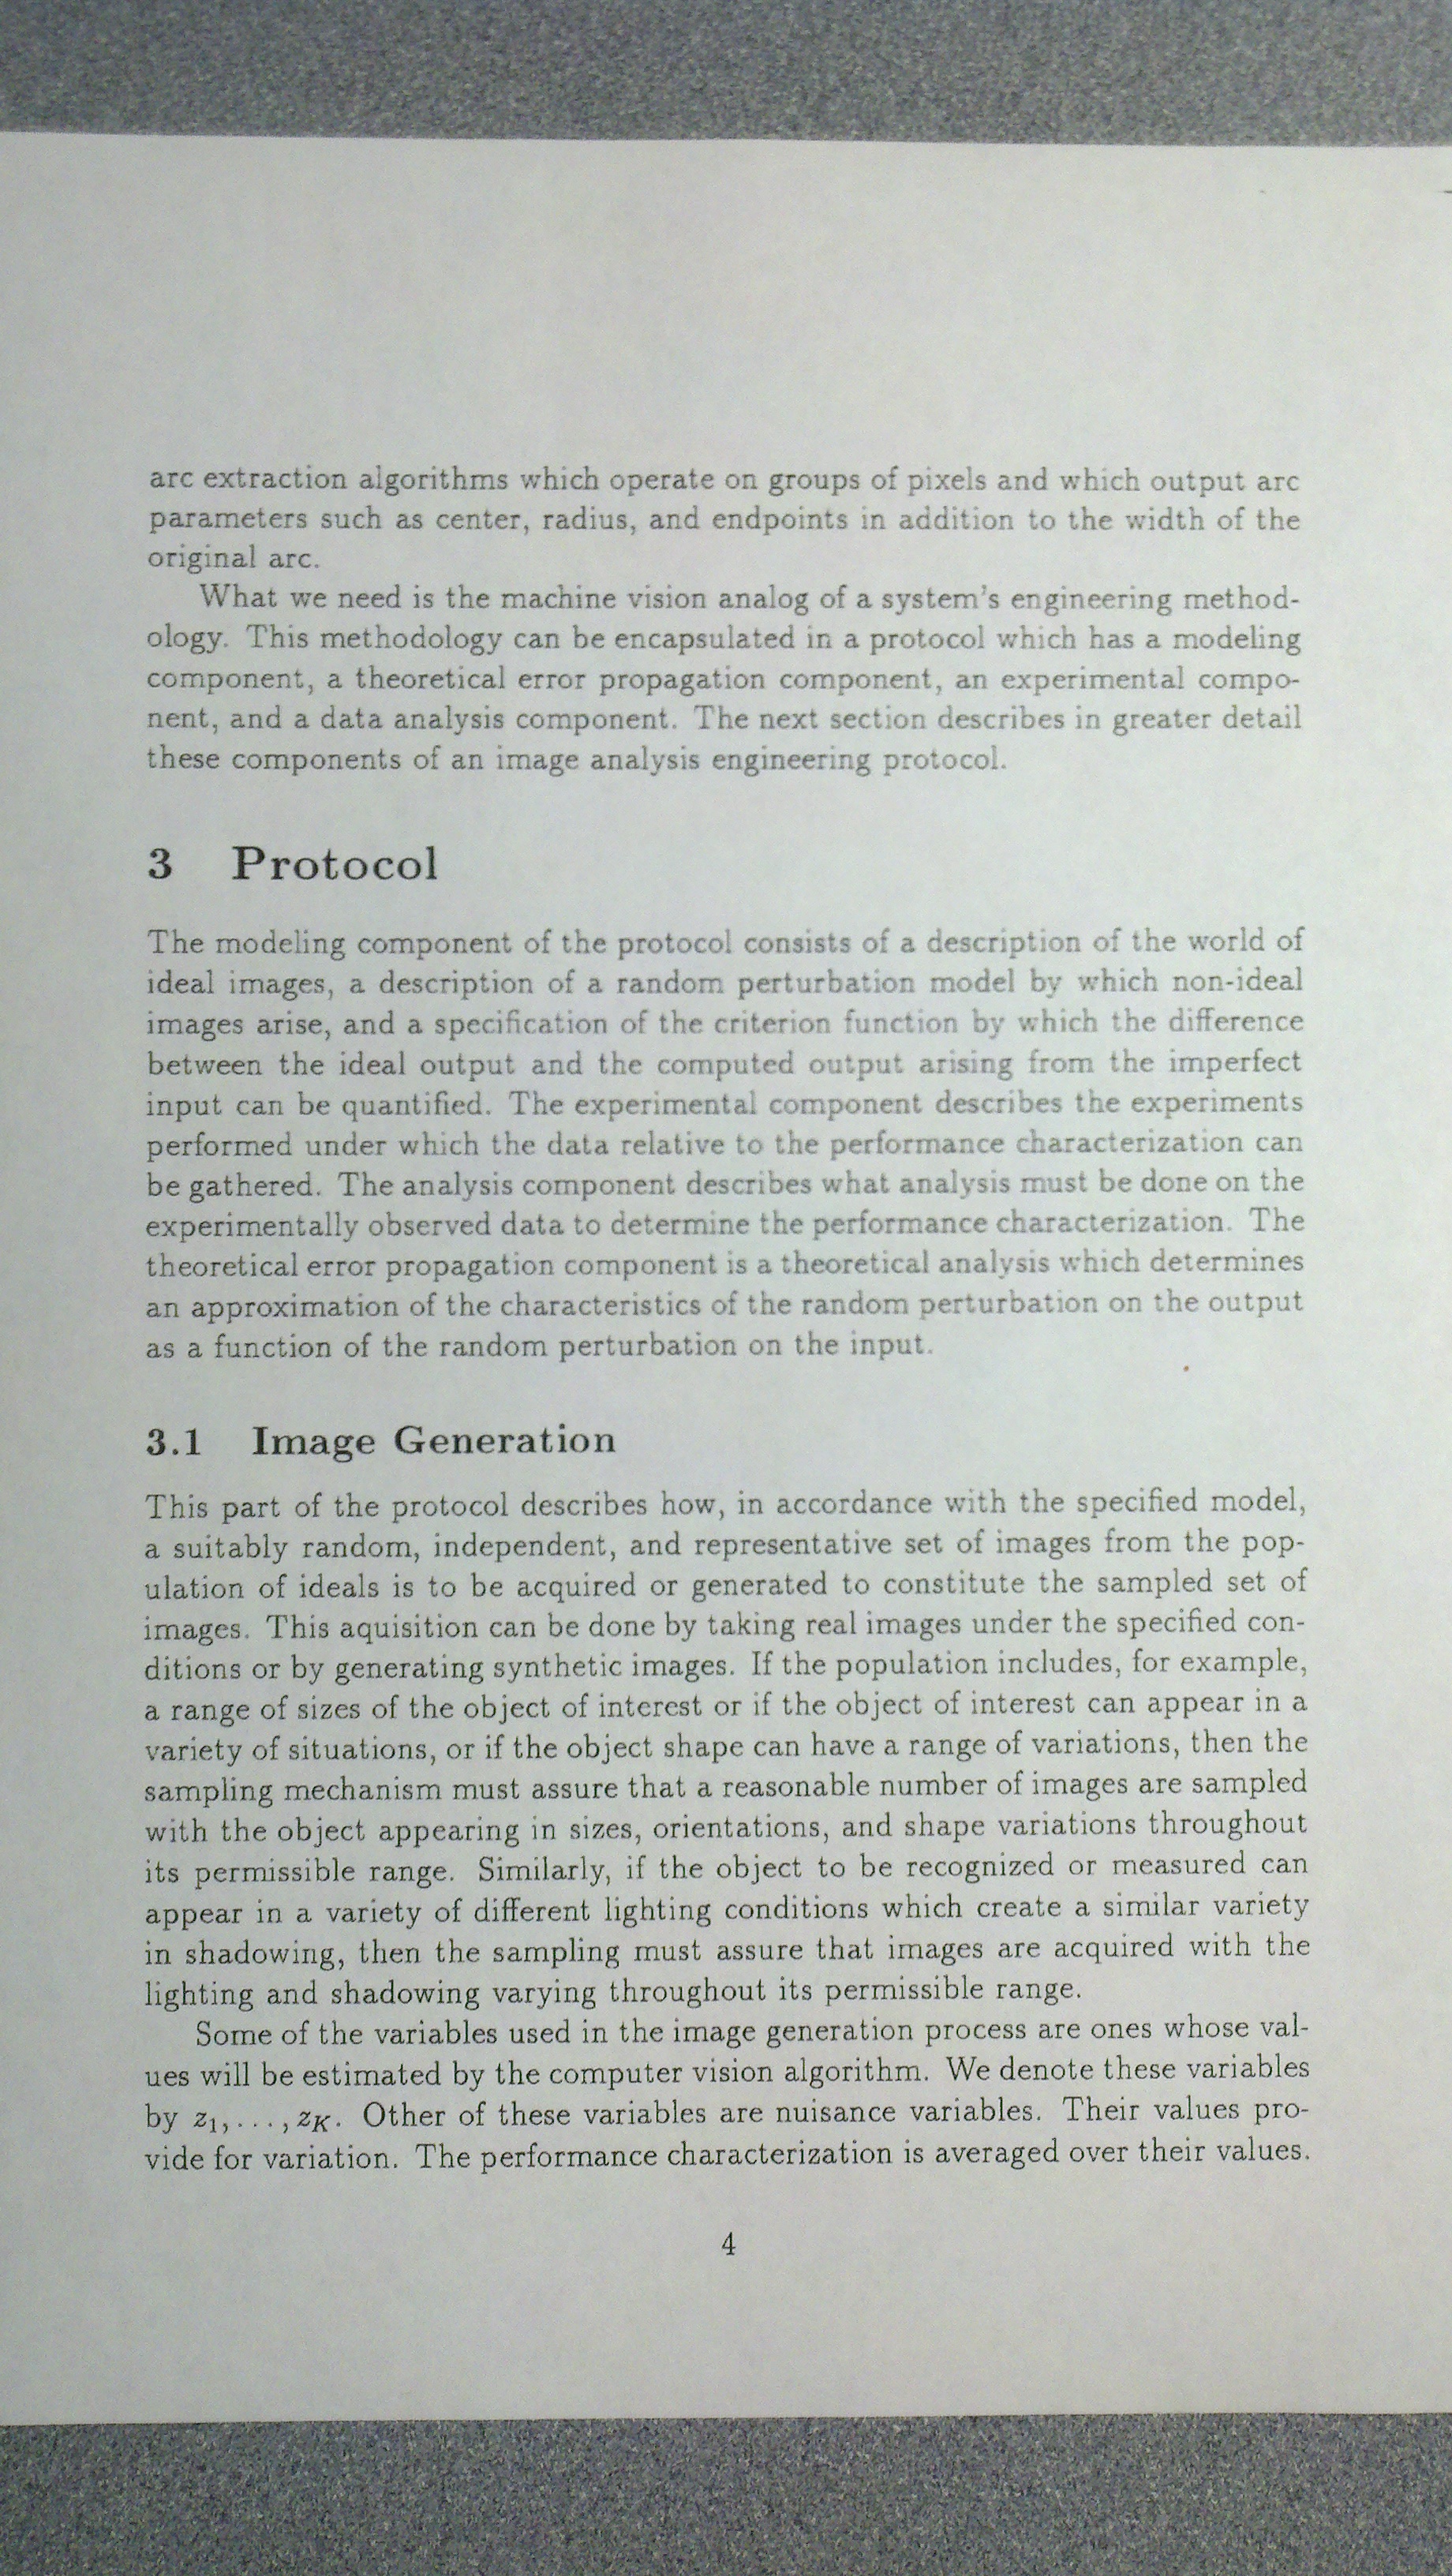 arc extraction algorithms which operate on groups of pixels and which output arc
parameters such as center, radius, and endpoints in addition to the width of the
original arc.
What we need is the machine vision analog of a system's engineering method-
ology. This methodology can be encapsulated in a protocol which has a modeling
component, a theoretical error propagation component, an experimental compo-
nent, and a data analysis component. The next section describes in greater detail
these components of an image analysis engineering protocol.
3 Protocol
The modeling component of the protocol consists of a description of the world of
ideal images, a description of a random perturbation model by which non-ideal
images arise, and a specification of the criterion function by which the difference
between the ideal output and the computed output arising from the imperfect
input can be quantified. The experimental component describes the experiments
performed under which the data relative to the performance characterization can
be gathered. The analysis component describes what analysis must be done on the
experimentally observed data to determine the performance characterization. The
theoretical error propagation component is a theoretical analysis which determines
an approximation of the characteristics of the random perturbation on the output
as a function of the random perturbation on the input.
3.1 Image Generation
This part of the protocol describes how, in accordance with the specified model,
a suitably random, independent, and representative set of images from the pop-
ulation of ideals is to be acquired or generated to constitute the sampled set of
images. This aquisition can be done by taking real images under the specified con-
ditions or by generating synthetic images. If the population includes, for example,
a range of sizes of the object of interest or if the object of interest can appear in a
variety of situations, or if the object shape can have a range of variations, then the
sampling mechanism must assure that a reasonable number of images are sampled
with the object appearing in sizes, orientations, and shape variations throughout
its permissible range. Similarly, if the object to be recognized or measured can
appear in a variety of different lighting conditions which create a similar variety
in shadowing, then the sampling must assure that images are acquired with the
lighting and shadowing varying throughout its permissible range.
Some of the variables used in the image generation process are ones whose val-
ues will be estimated by the computer vision algorithm. We denote these variables
by z₁, . . . , z_K. Other of these variables are nuisance variables. Their values pro-
vide for variation. The performance characterization is averaged over their values.
4